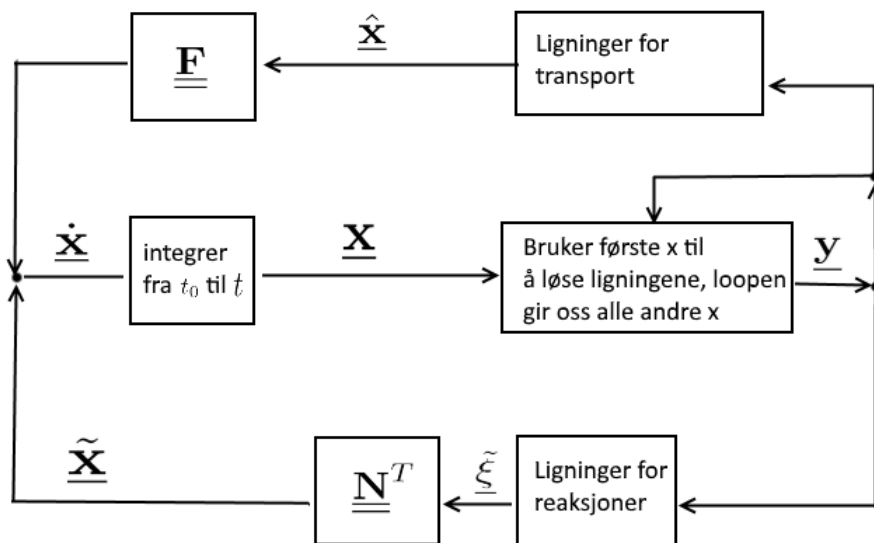 F
x̂
Ligninger for
transport
ẋ
integrer
fra t₀ til t
x
Bruker første x til
å løse ligningene, loopen
gir oss alle andre x
y
x̃
Nᵀ
ξ̃
Ligninger for
reaksjoner